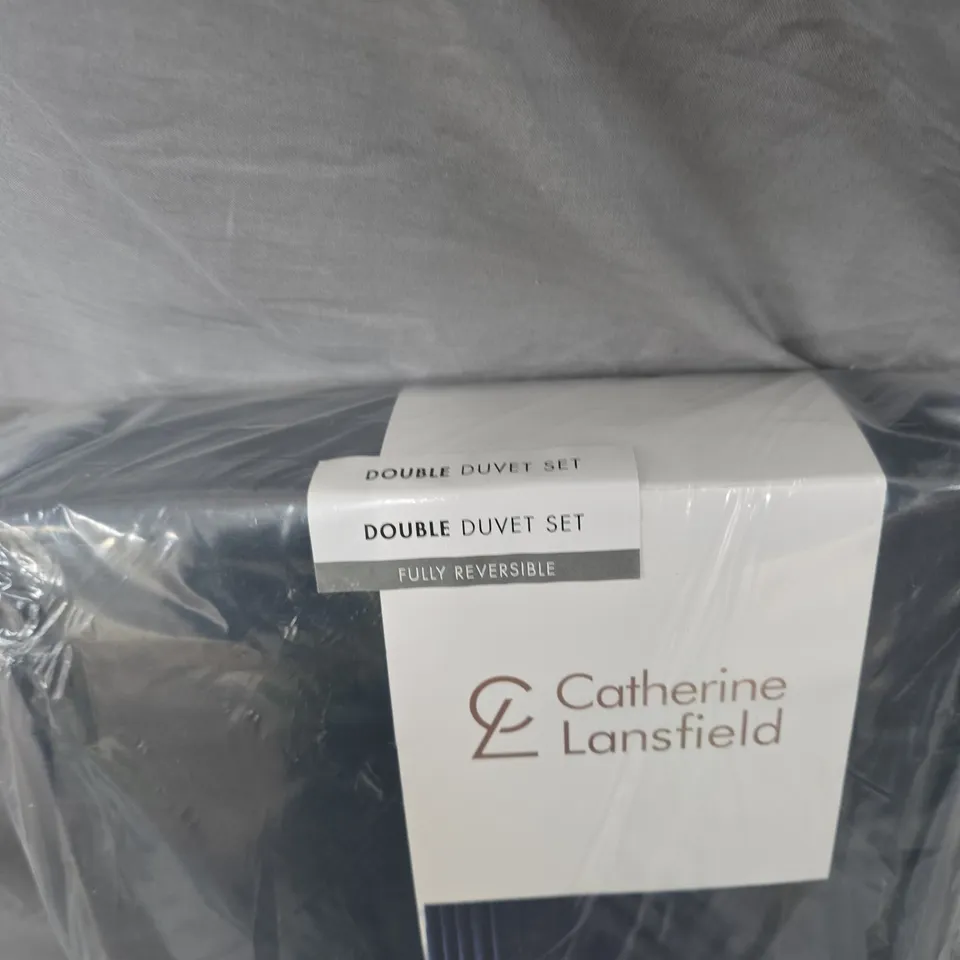 DOUBLE DUVET SET
DOUBLE DUVET SET
FULLY REVERSIBLE
CL Catherine
Lansfield